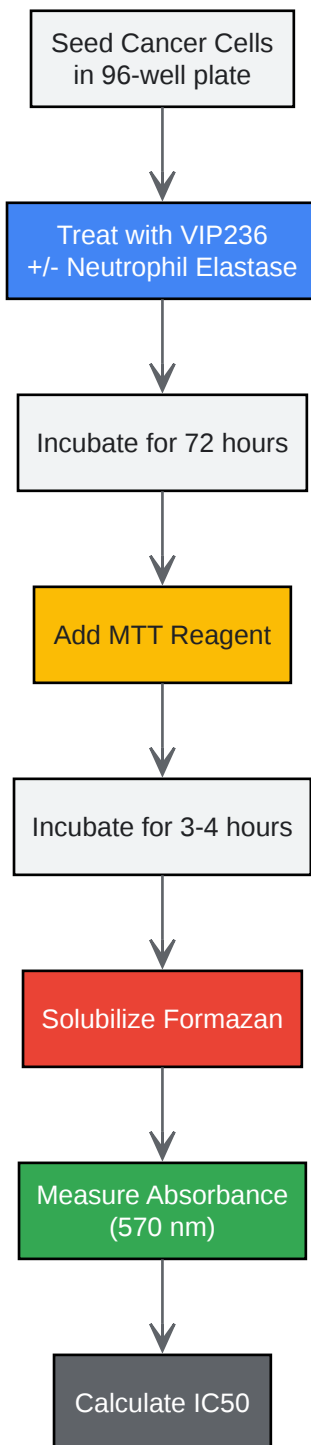 Seed Cancer Cells
in 96-well plate
Treat with VIP236
+/- Neutrophil Elastase
Incubate for 72 hours
Add MTT Reagent
Incubate for 3-4 hours
Solubilize Formazan
Measure Absorbance
(570 nm)
Calculate IC50